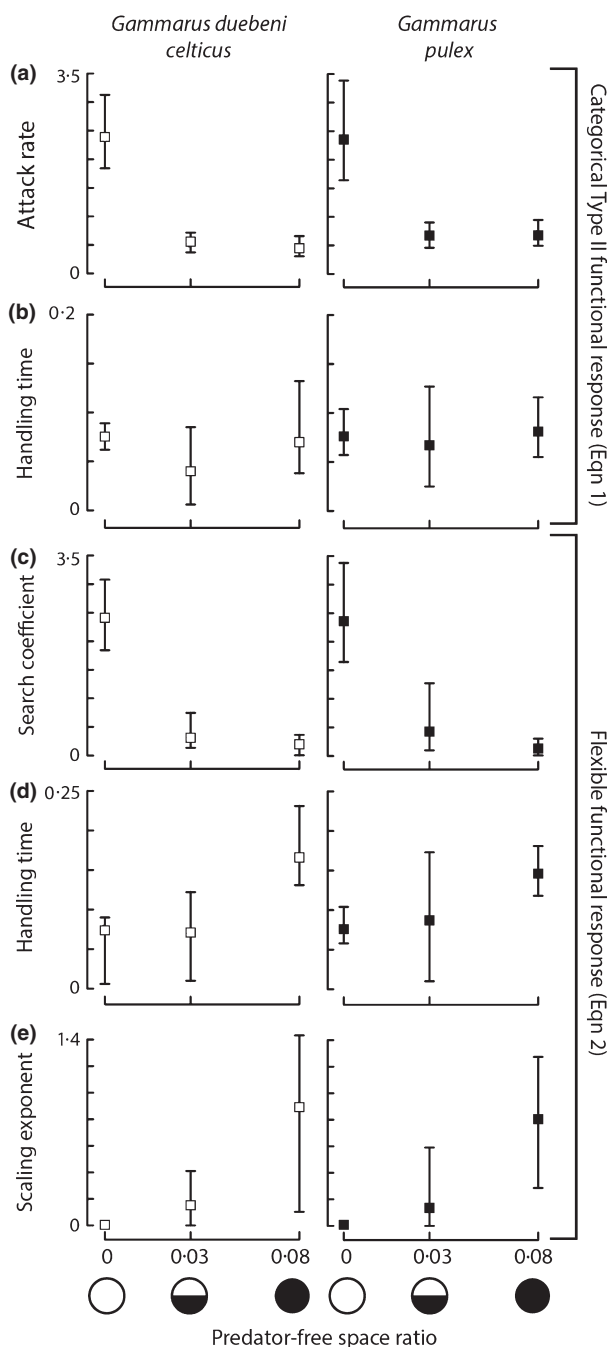 Gammarus duebeni
celticus
Gammarus
pulex
(a)
3·5
Attack rate
0
(b)
0·2
Handling time
0
Categorical Type II functional response (Eqn 1)
(c)
3·5
Search coefficient
0
(d)
0·25
Handling time
0
(e)
1·4
Scaling exponent
0
Flexible functional response (Eqn 2)
0 0·03 0·08 0 0·03 0·08
Predator-free space ratio